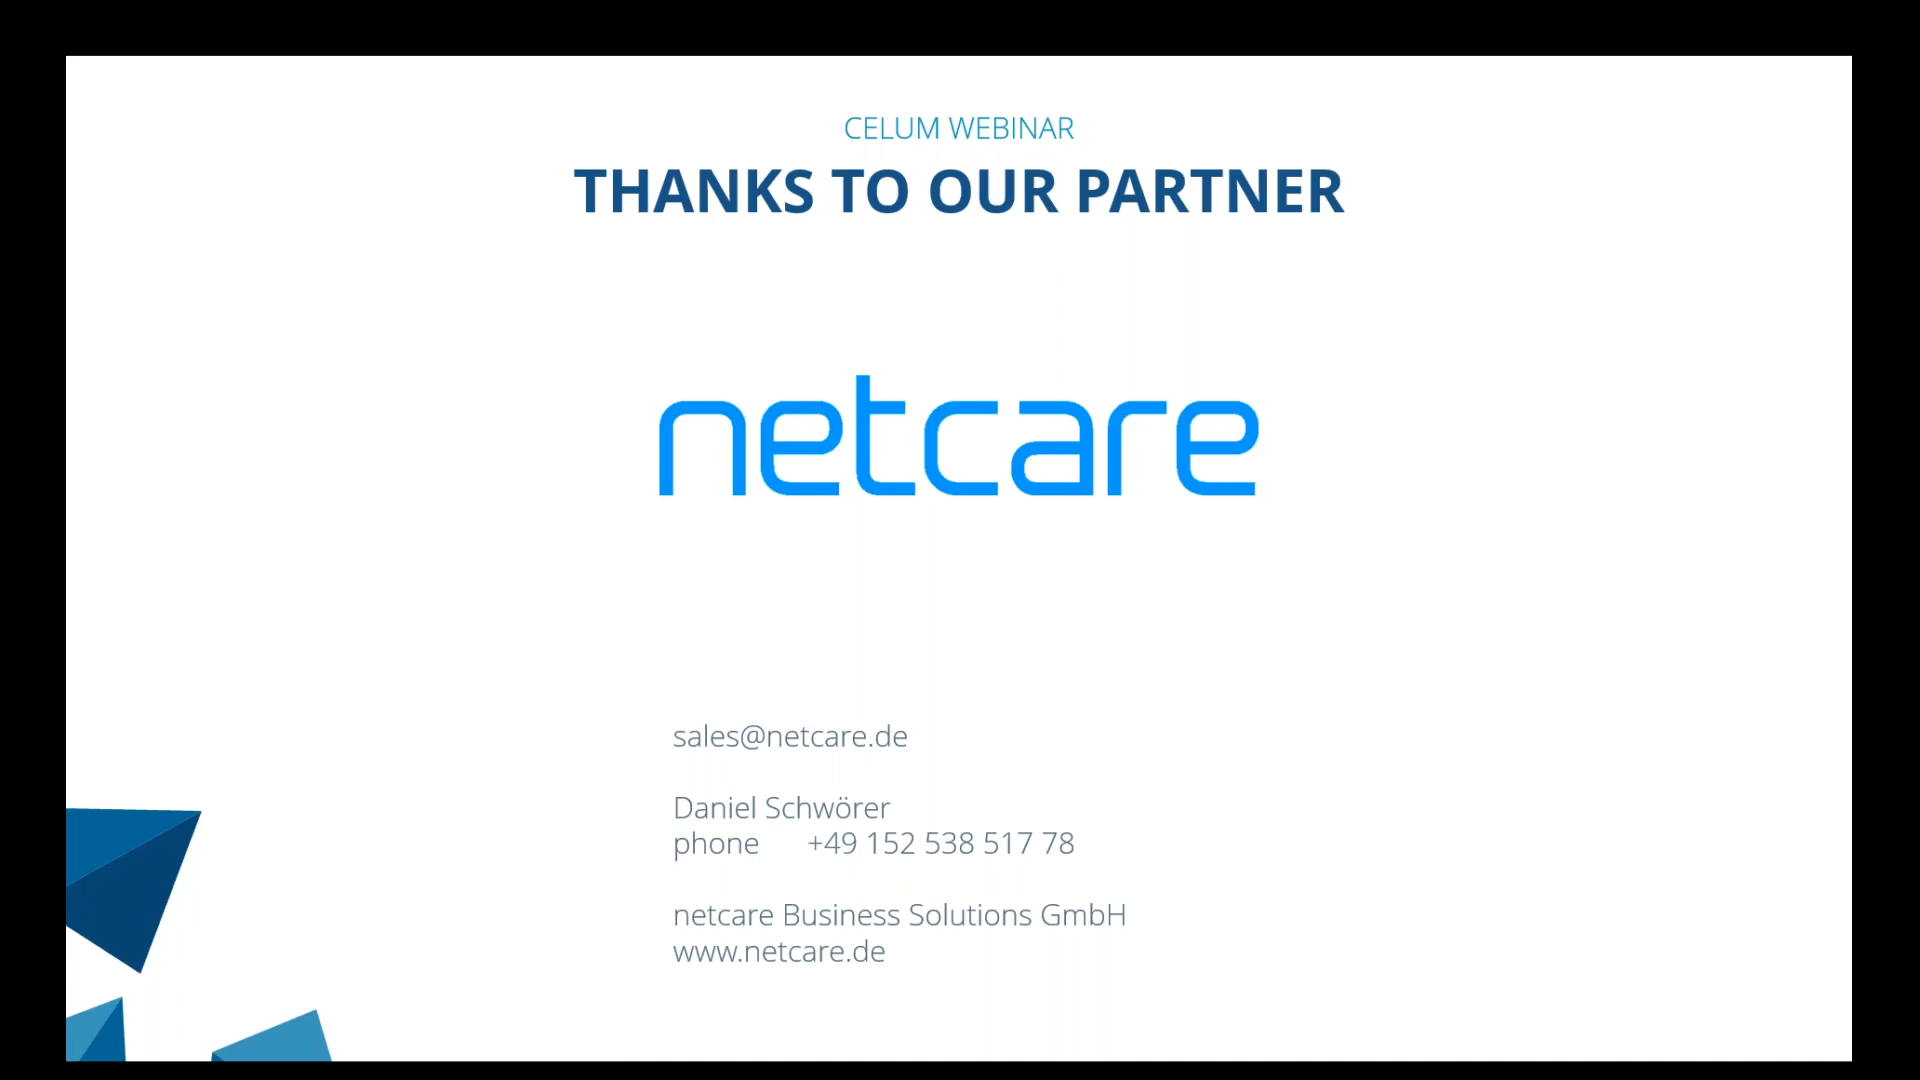 CELUM WEBINAR
THANKS TO OUR PARTNER
netcare
sales@netcare.de
Daniel Schwörer
phone +49 152 538 517 78
netcare Business Solutions GmbH
www.netcare.de